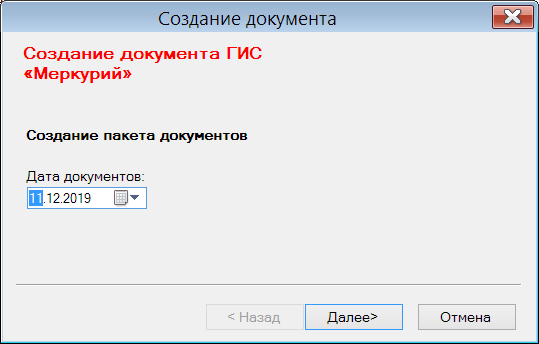 Создание документа
Создание документа ГИС
«Меркурий»
Создание пакета документов
Дата документов:
11.12.2019
< Назад
Далее>
Отмена